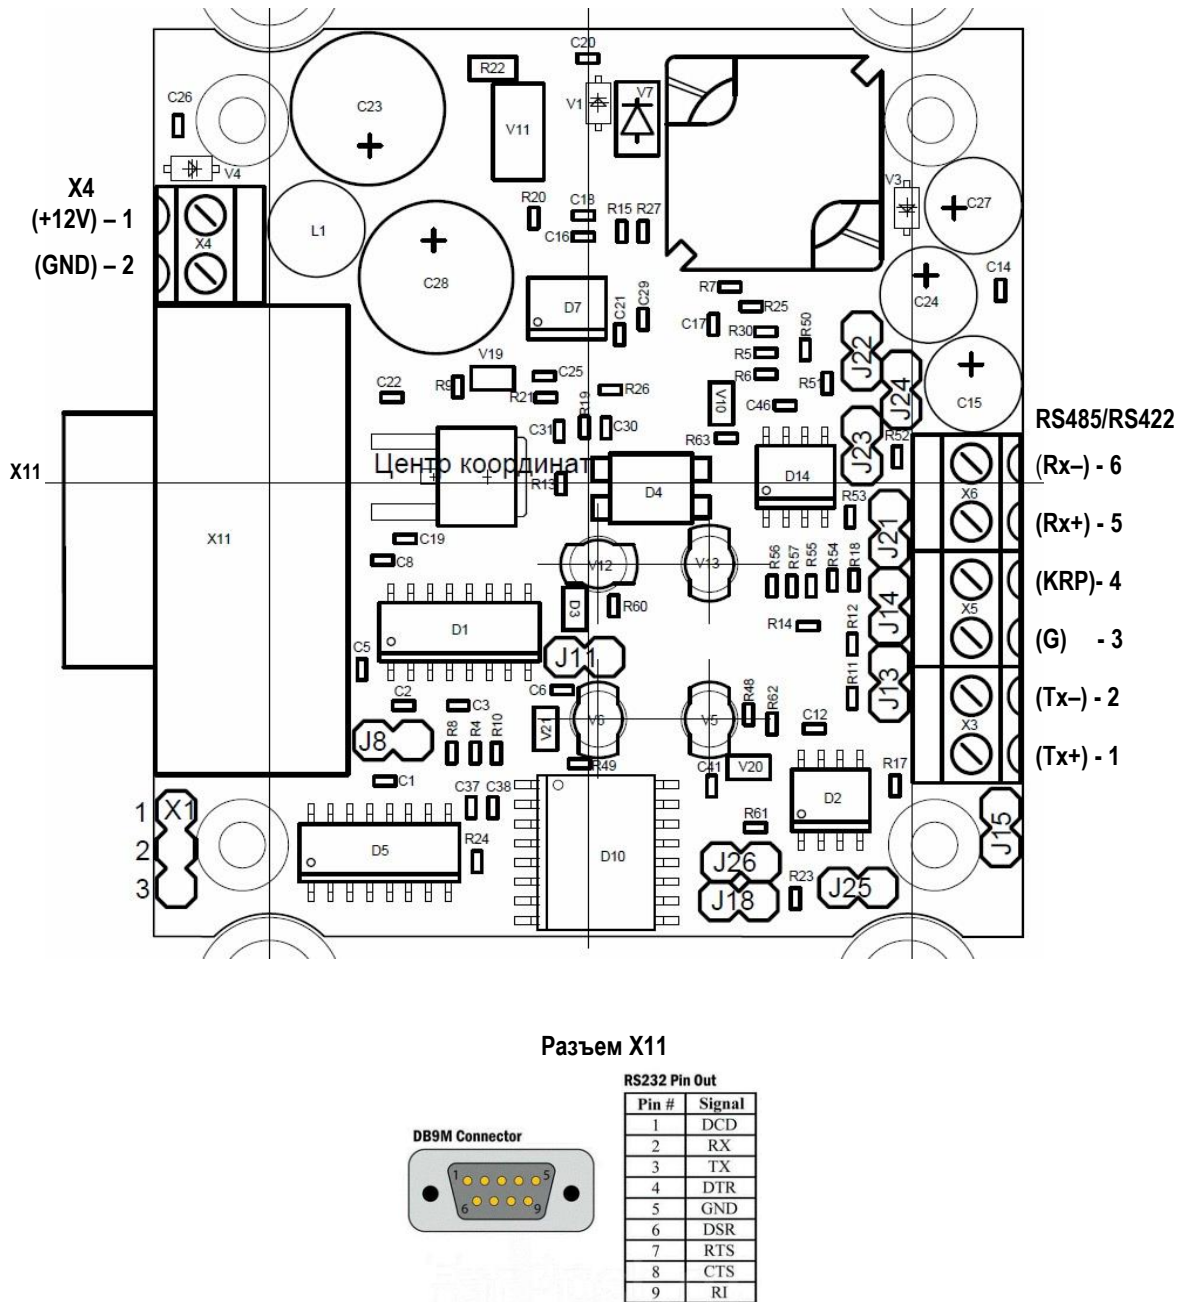 C20
R22
C23
C26
V1
V7
V11
V4
V3
X4
(+12V) – 1
(GND) – 2
X4
L1
R20
C18
C16
R15
R27
C27
C28
D7
C21
C29
R7
R25
C17
R30
R50
R5
R6
R51
C24
C14
J22
J24
C15
V19
C22
R9
C25
R21
R26
C31
R19
C30
V10
C46
R63
J23
R52
RS485/RS422
(Rx–) - 6
(Rx+) - 5
(KRP)- 4
(G) - 3
(Tx–) - 2
(Tx+) - 1
X11
Центр координат
R13
D4
D14
X6
R53
J21
X11
C19
C8
V12
V13
R56
R57
R55
R54
R18
J14
X5
D3
R60
R14
R12
D1
J11
C5
R11
J13
C6
C2
C3
V21
V6
V5
R48
R62
C12
X3
J8
R8
R4
R10
R49
C41
V20
R17
C1
C37
C38
D2
1
X1
2
3
D5
R24
D10
R61
J26
J18
R23
J25
J15
Разъем X11
RS232 Pin Out
Pin # Signal
1 DCD
2 RX
3 TX
4 DTR
5 GND
6 DSR
7 RTS
8 CTS
9 RI
DB9M Connector
1 5
6 9